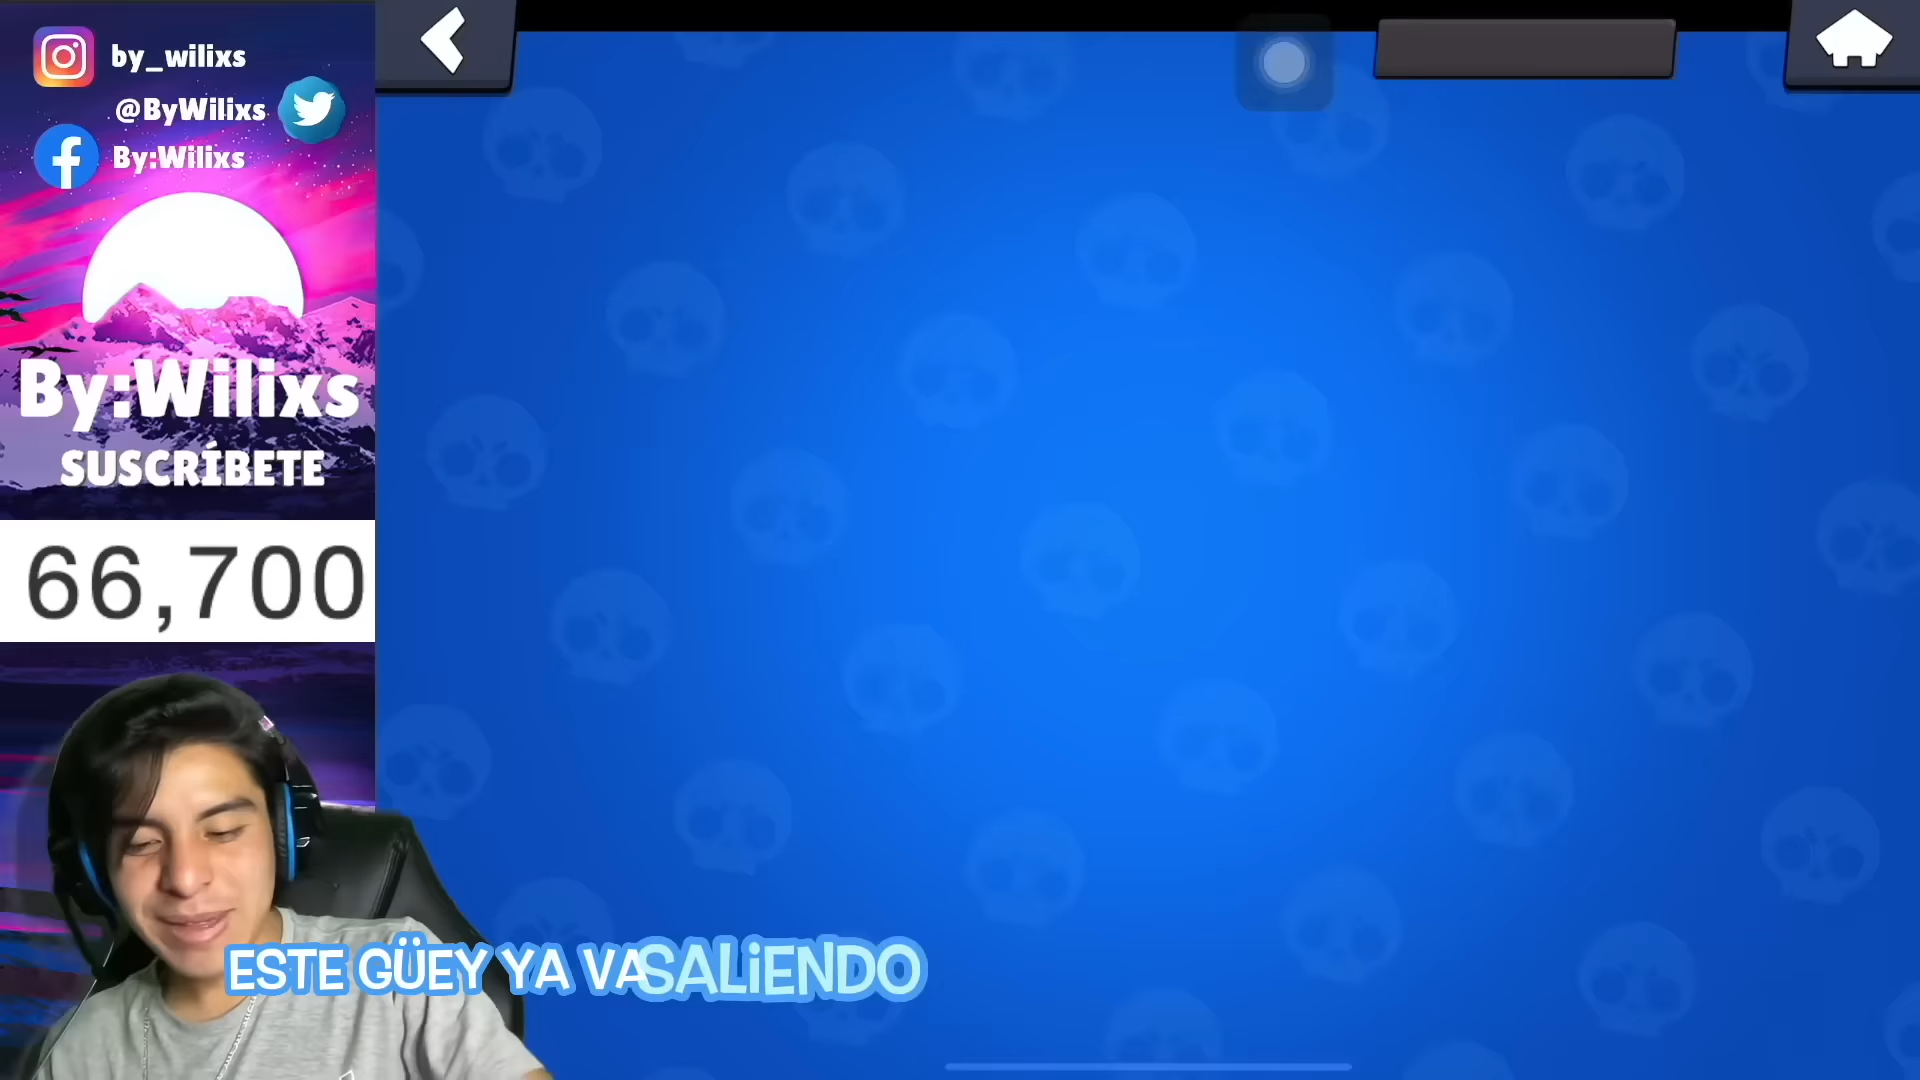 by_wilixs
@ByWilixs
By:Wilixs
By:Wilixs
SUSCRÍBETE
66,700
ESTE GÜEY YA VA SALIENDO